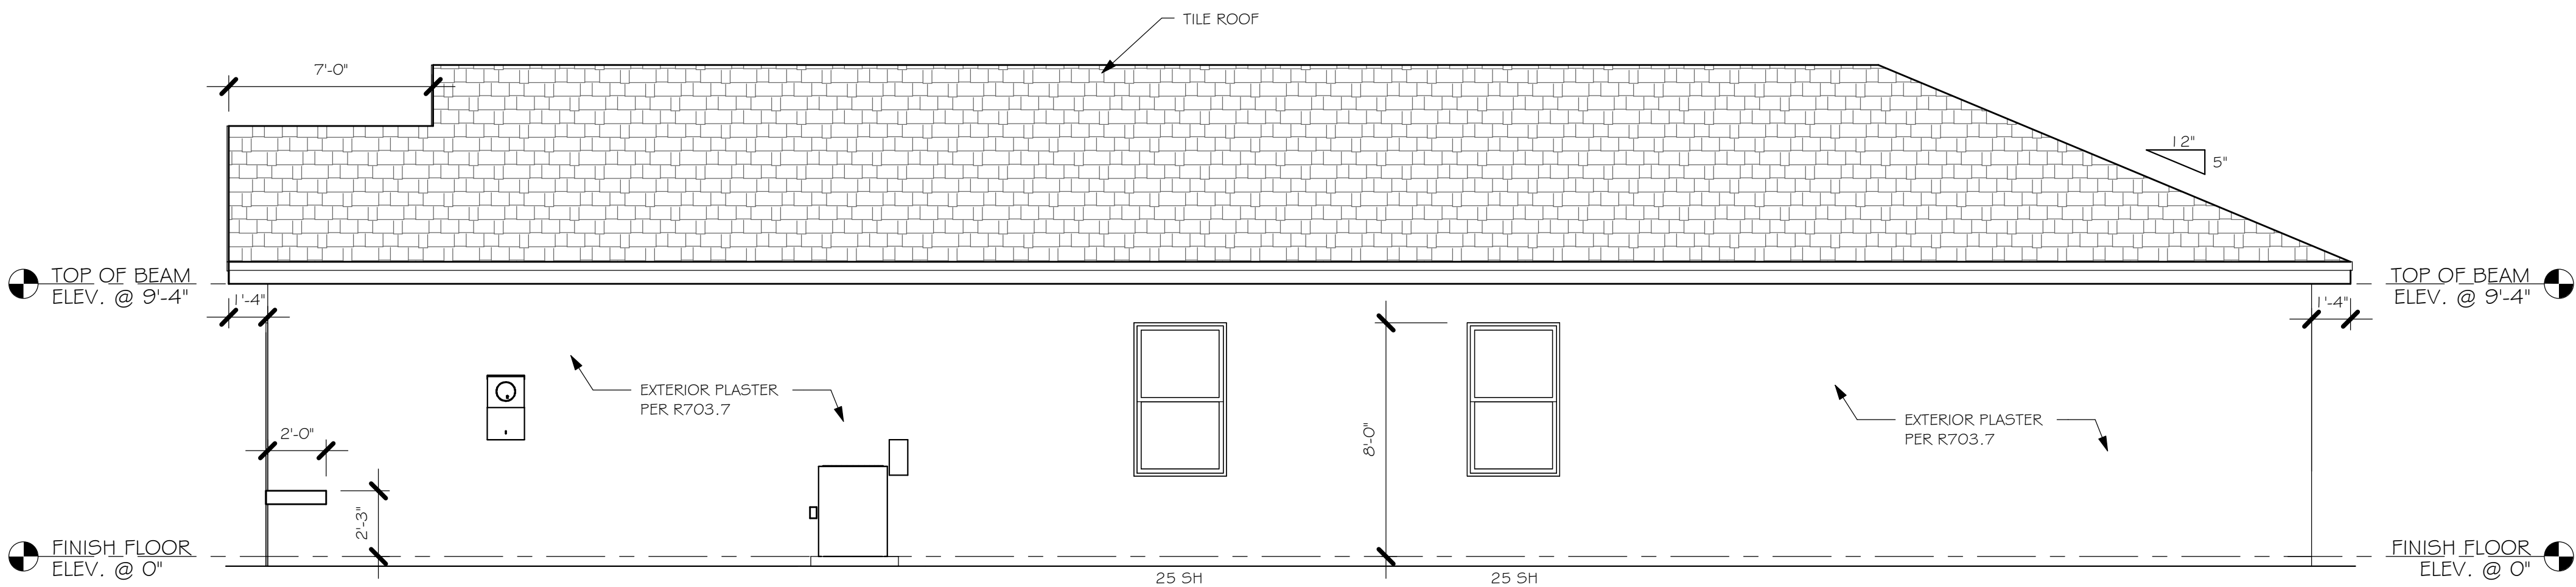 TILE ROOF
7'-0"
12"
5"
TOP OF BEAM
ELEV. @ 9'-4"
TOP OF BEAM
ELEV. @ 9'-4"
1'-4"
1'-4"
EXTERIOR PLASTER
PER R703.7
EXTERIOR PLASTER
PER R703.7
2'-0"
8'-0"
2'-3"
FINISH FLOOR
ELEV. @ 0"
FINISH FLOOR
ELEV. @ 0"
25 SH
25 SH